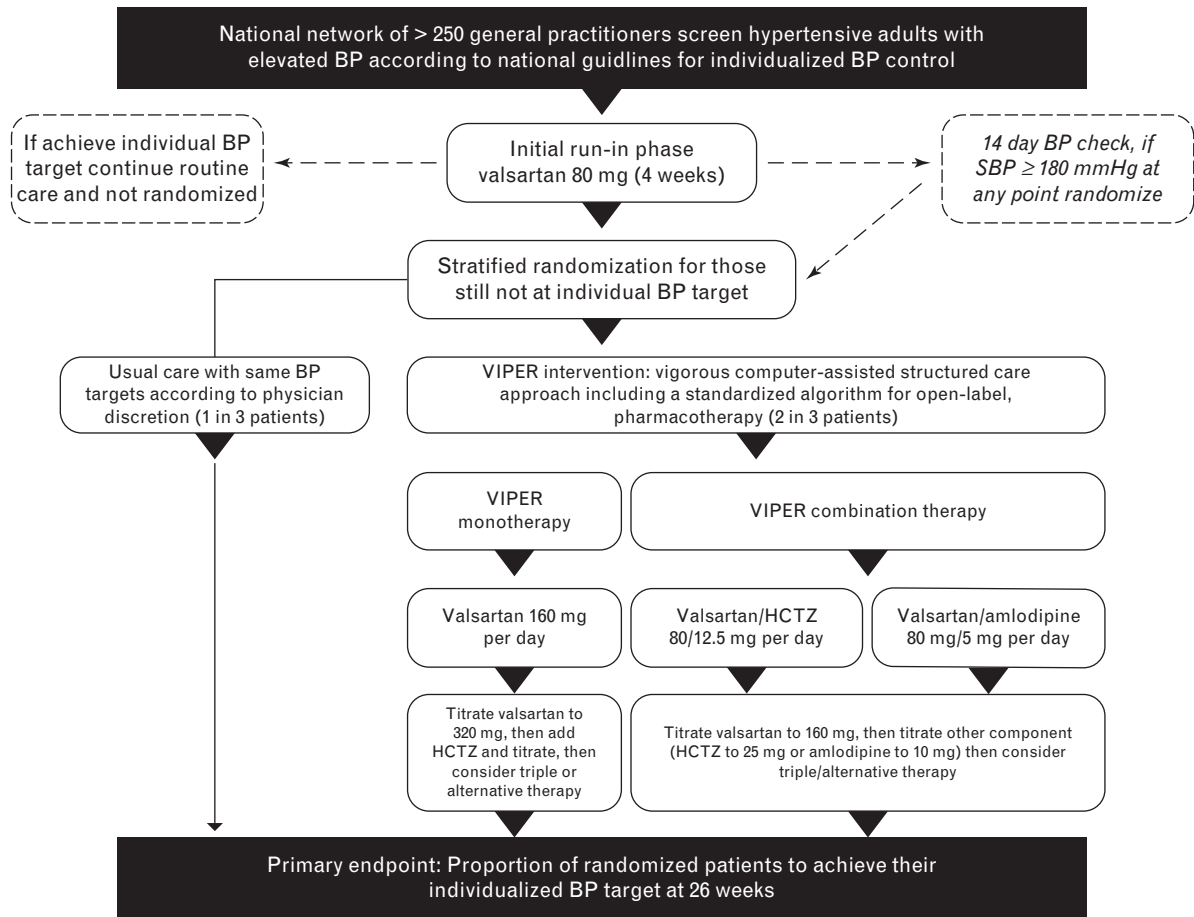 National network of > 250 general practitioners screen hypertensive adults with
elevated BP according to national guidlines for individualized BP control
If achieve individual BP
target continue routine
care and not randomized
Initial run-in phase
valsartan 80 mg (4 weeks)
14 day BP check, if
SBP ≥ 180 mmHg at
any point randomize
Stratified randomization for those
still not at individual BP target
Usual care with same BP
targets according to physician
discretion (1 in 3 patients)
VIPER intervention: vigorous computer-assisted structured care
approach including a standardized algorithm for open-label,
pharmacotherapy (2 in 3 patients)
VIPER
monotherapy
VIPER combination therapy
Valsartan 160 mg
per day
Valsartan/HCTZ
80/12.5 mg per day
Valsartan/amlodipine
80 mg/5 mg per day
Titrate valsartan to
320 mg, then add
HCTZ and titrate, then
consider triple or
alternative therapy
Titrate valsartan to 160 mg, then titrate other component
(HCTZ to 25 mg or amlodipine to 10 mg) then consider
triple/alternative therapy
Primary endpoint: Proportion of randomized patients to achieve their
individualized BP target at 26 weeks